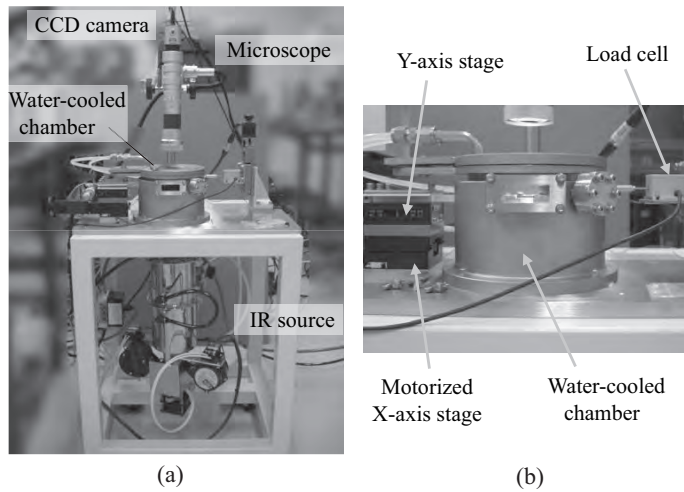 CCD camera
Microscope
Water-cooled
chamber
IR source
(a)
Y-axis stage
Load cell
Motorized
X-axis stage
Water-cooled
chamber
(b)